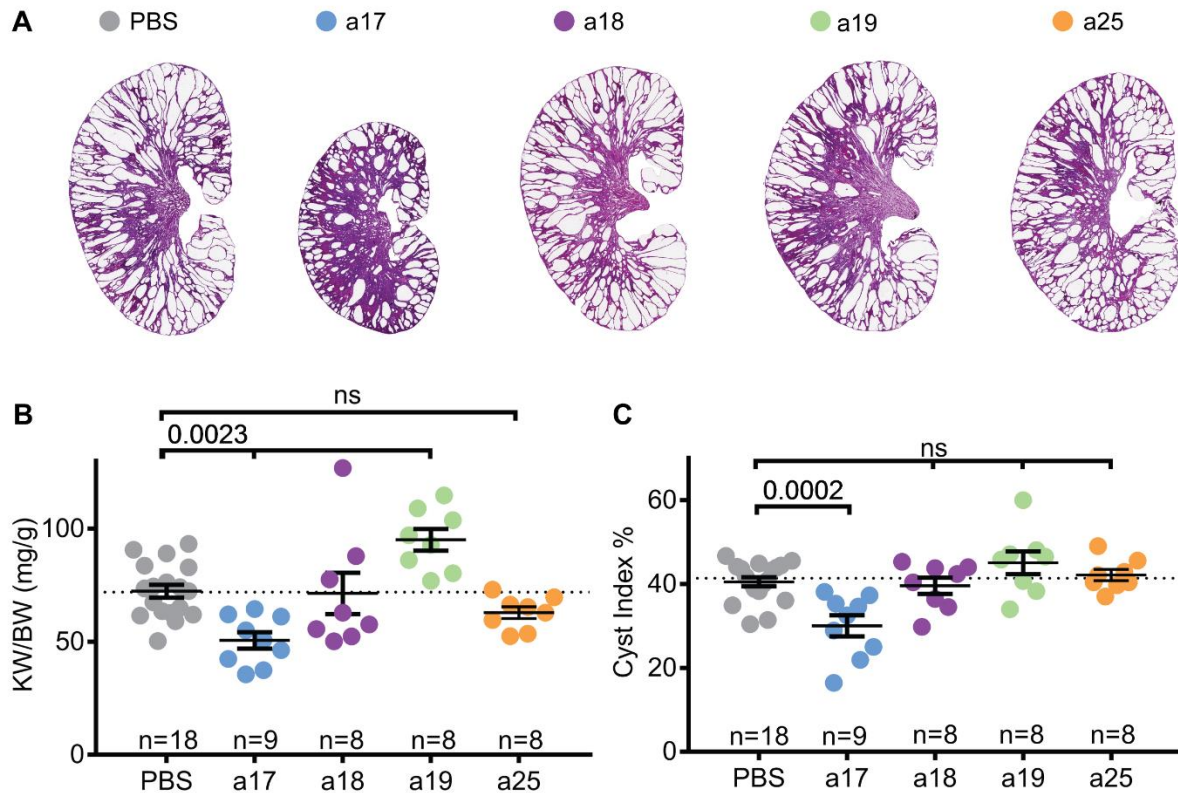 A PBS a17 a18 a19 a25
B
ns
0.0023
KW/BW (mg/g)
100
50
0
n=18 n=9 n=8 n=8 n=8
PBS a17 a18 a19 a25
C
ns
0.0002
Cyst Index %
60
40
20
0
n=18 n=9 n=8 n=8 n=8
PBS a17 a18 a19 a25